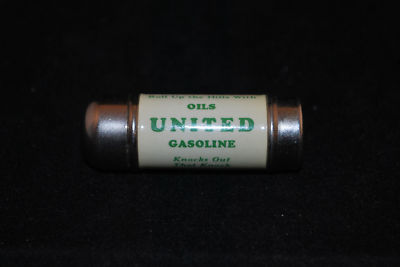 Roll Up the Hills With
OILS
UNITED
GASOLINE
Knocks Out
That Knock